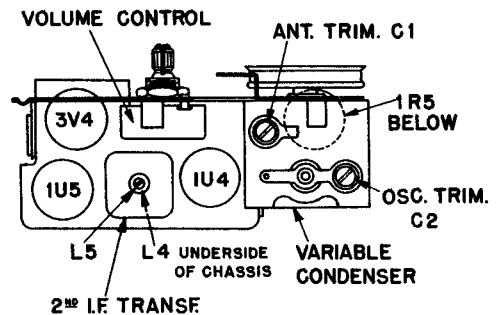 VOLUME CONTROL
ANT. TRIM. C1
3V4
1R5
BELOW
1U5
1U4
OSC. TRIM.
C2
L5
L4
UNDERSIDE
OF CHASSIS
VARIABLE
CONDENSER
2ND I.F. TRANSF.